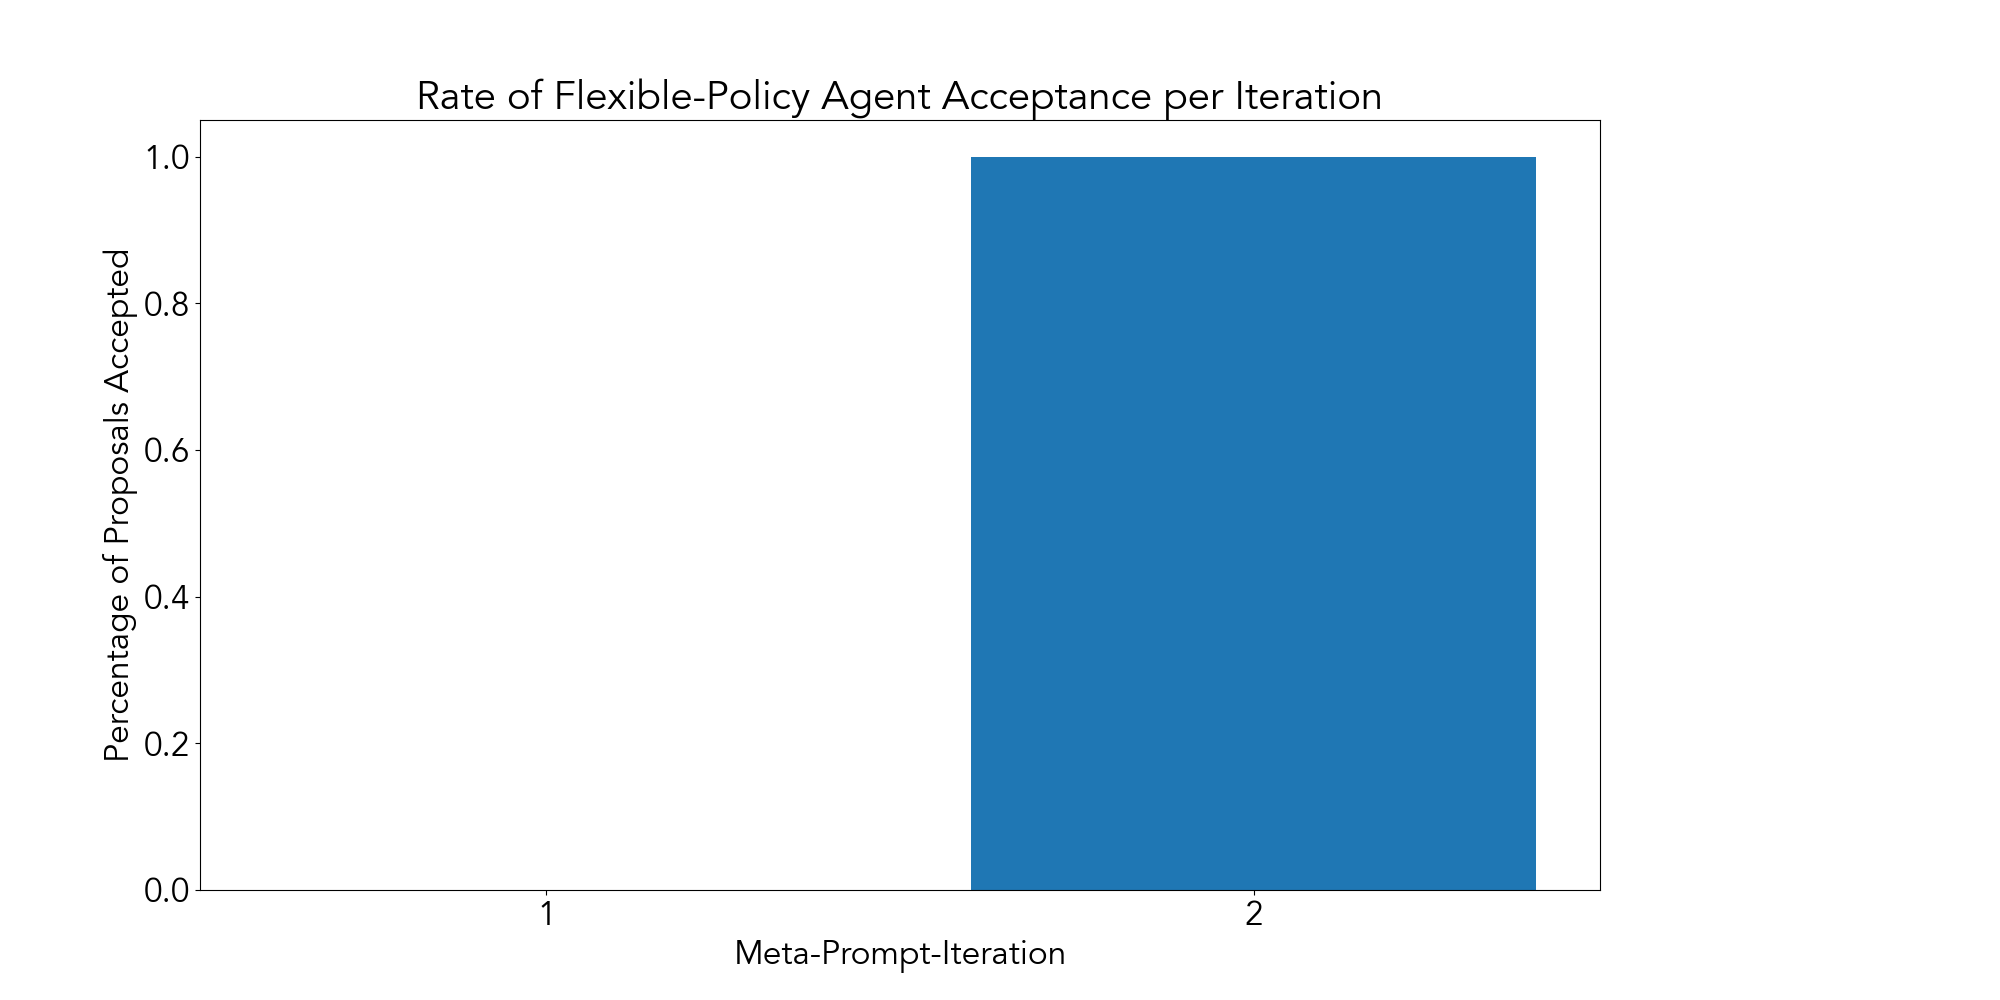 Rate of Flexible-Policy Agent Acceptance per Iteration
Percentage of Proposals Accepted
1.0
0.8
0.6
0.4
0.2
0.0
1
2
Meta-Prompt-Iteration